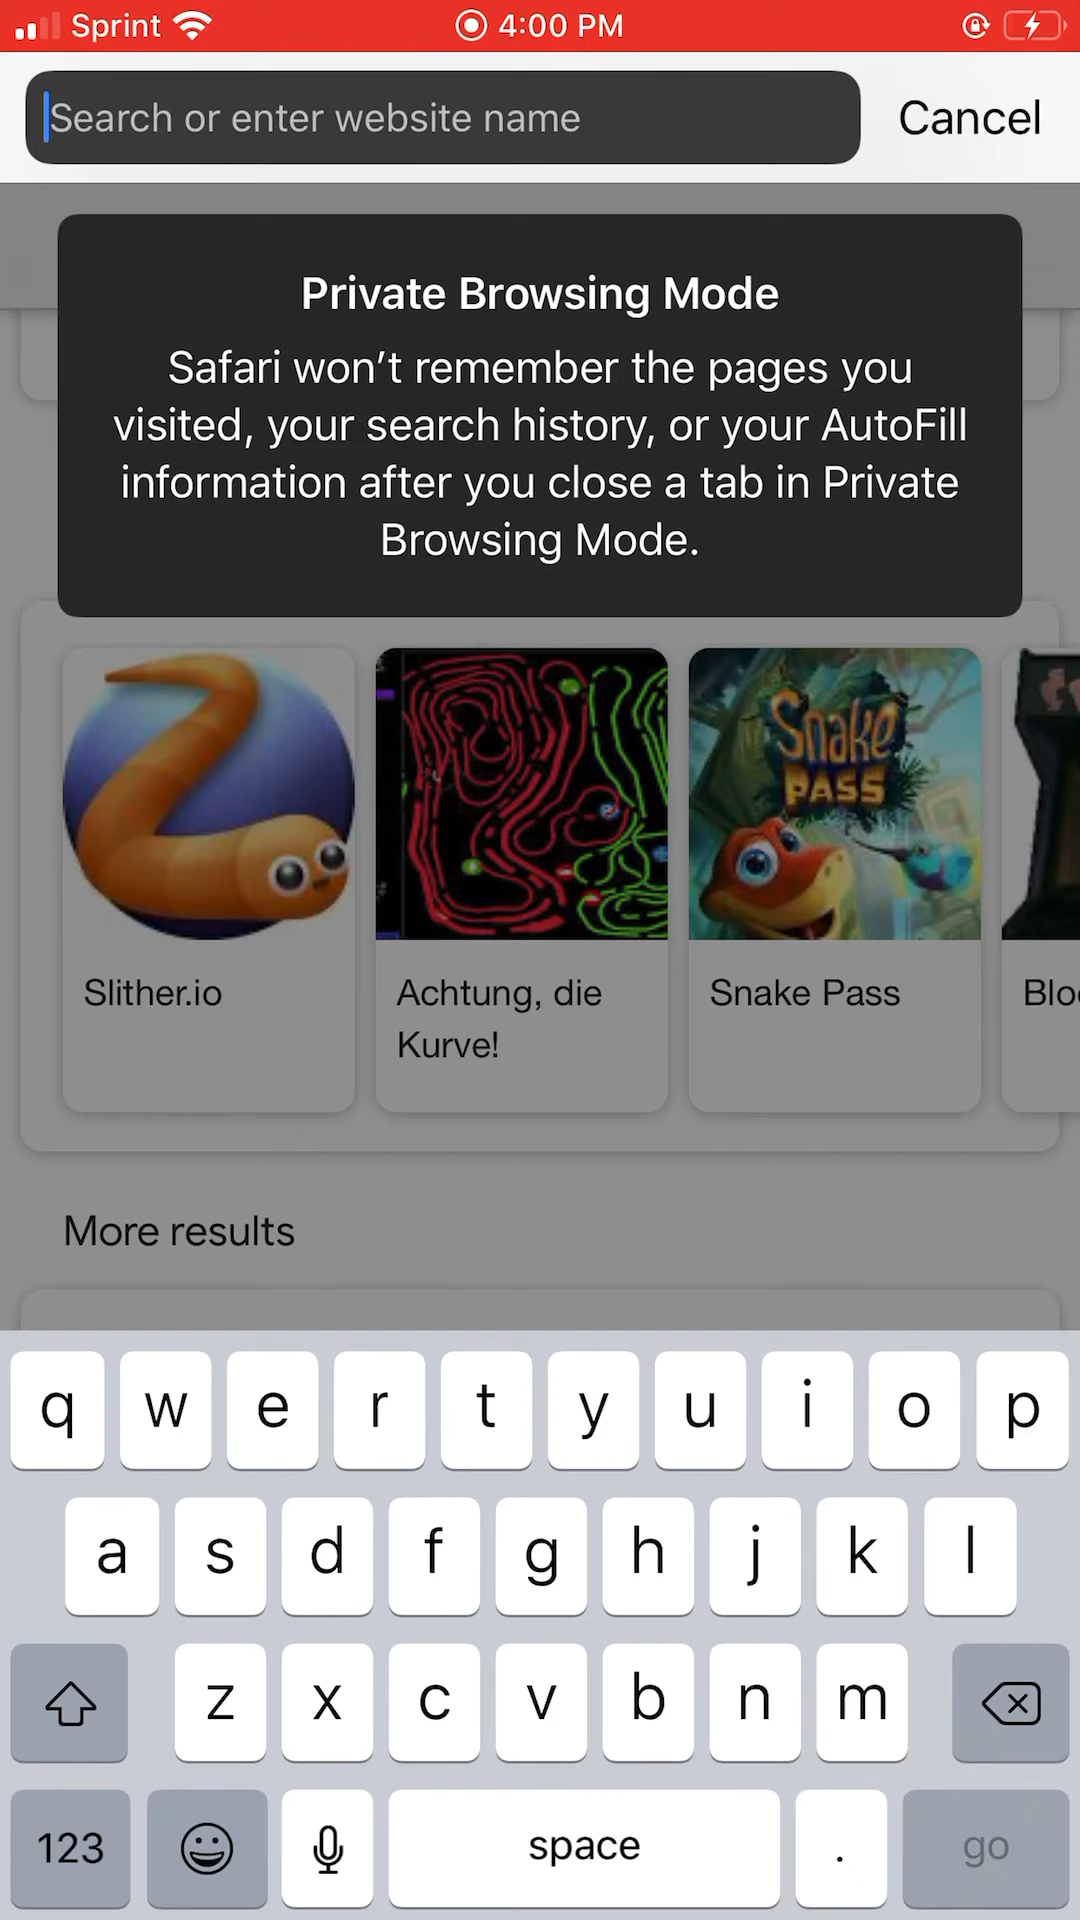 Sprint 4:00 PM
Search or enter website name Cancel
Private Browsing Mode
Safari won’t remember the pages you
visited, your search history, or your AutoFill
information after you close a tab in Private
Browsing Mode.
Snake
PASS
Slither.io Achtung, die Snake Pass Blo
Kurve!
More results
q w e r t y u i o p
a s d f g h j k l
z x c v b n m
123 space . go